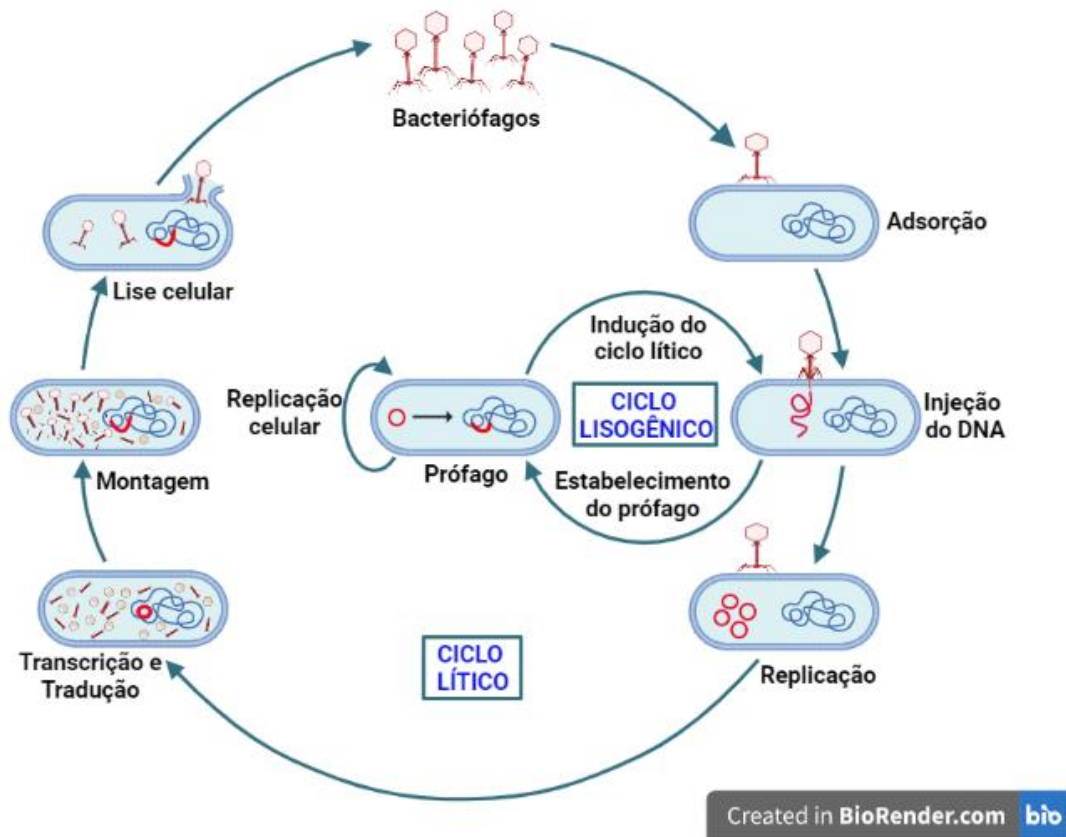 Bacteriófagos
Adsorção
Lise celular
Indução do
ciclo lítico
Replicação
celular
CICLO
LISOGÊNICO
Injeção
do DNA
Prófago
Estabelecimento
do prófago
Montagem
CICLO
LÍTICO
Transcrição e
Tradução
Replicação
Created in BioRender.com bio